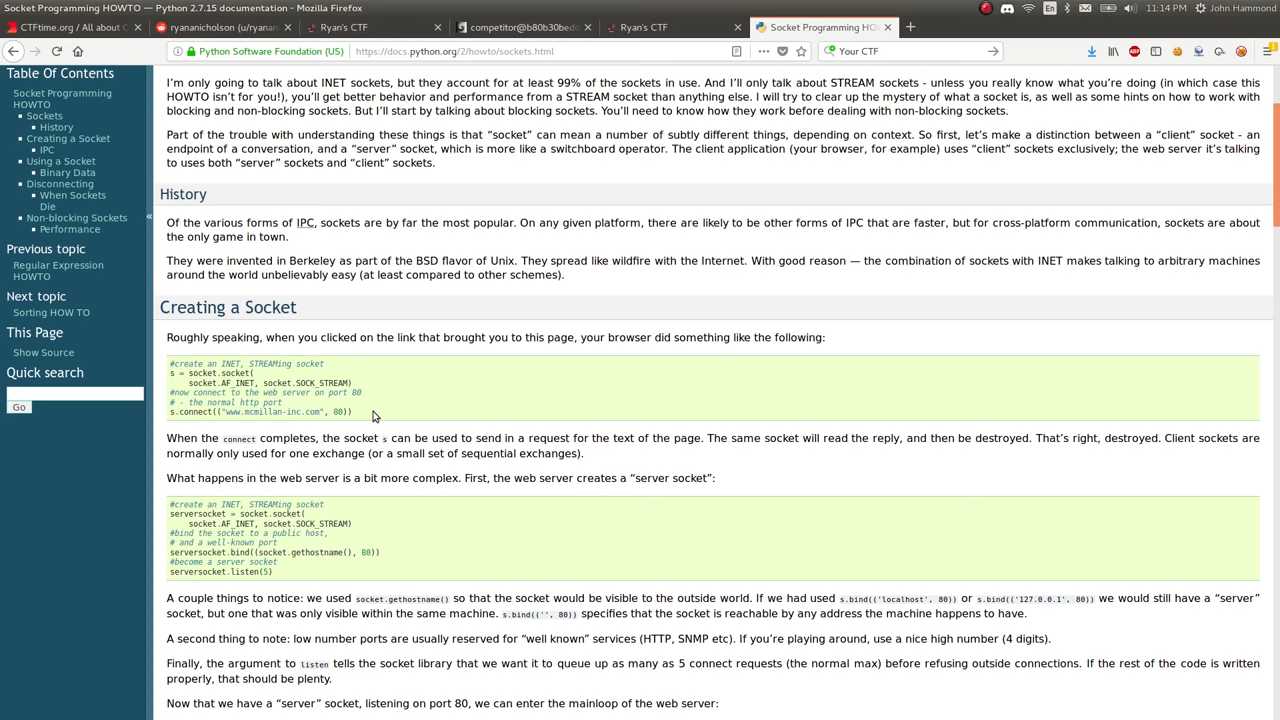 Socket Programming HOWTO — Python 2.7.15 documentation - Mozilla Firefox
En
11:14 PM
John Hammond
CTFtime.org / All about C
ryananicholson (u/ryana
Ryan's CTF
competitor@b80b30bedd
Ryan's CTF
Socket Programming HO
Python Software Foundation (US)
https://docs.python.org/2/howto/sockets.html
Your CTF
Table Of Contents
Socket Programming
HOWTO
Sockets
History
Creating a Socket
IPC
Using a Socket
Binary Data
Disconnecting
When Sockets
Die
Non-blocking Sockets
Performance
Previous topic
Regular Expression
HOWTO
Next topic
Sorting HOW TO
This Page
Show Source
Quick search
Go
«
I’m only going to talk about INET sockets, but they account for at least 99% of the sockets in use. And I’ll only talk about STREAM sockets - unless you really know what you’re doing (in which case this
HOWTO isn’t for you!), you’ll get better behavior and performance from a STREAM socket than anything else. I will try to clear up the mystery of what a socket is, as well as some hints on how to work with
blocking and non-blocking sockets. But I’ll start by talking about blocking sockets. You’ll need to know how they work before dealing with non-blocking sockets.
Part of the trouble with understanding these things is that “socket” can mean a number of subtly different things, depending on context. So first, let’s make a distinction between a “client” socket - an
endpoint of a conversation, and a “server” socket, which is more like a switchboard operator. The client application (your browser, for example) uses “client” sockets exclusively; the web server it’s talking
to uses both “server” sockets and “client” sockets.
History
Of the various forms of IPC, sockets are by far the most popular. On any given platform, there are likely to be other forms of IPC that are faster, but for cross-platform communication, sockets are about
the only game in town.
They were invented in Berkeley as part of the BSD flavor of Unix. They spread like wildfire with the Internet. With good reason — the combination of sockets with INET makes talking to arbitrary machines
around the world unbelievably easy (at least compared to other schemes).
Creating a Socket
Roughly speaking, when you clicked on the link that brought you to this page, your browser did something like the following:
#create an INET, STREAMing socket
s = socket.socket(
    socket.AF_INET, socket.SOCK_STREAM)
#now connect to the web server on port 80
# - the normal http port
s.connect(("www.mcmillan-inc.com", 80))
When the connect completes, the socket s can be used to send in a request for the text of the page. The same socket will read the reply, and then be destroyed. That’s right, destroyed. Client sockets are
normally only used for one exchange (or a small set of sequential exchanges).
What happens in the web server is a bit more complex. First, the web server creates a “server socket”:
#create an INET, STREAMing socket
serversocket = socket.socket(
    socket.AF_INET, socket.SOCK_STREAM)
#bind the socket to a public host,
# and a well-known port
serversocket.bind((socket.gethostname(), 80))
#become a server socket
serversocket.listen(5)
A couple things to notice: we used socket.gethostname() so that the socket would be visible to the outside world. If we had used s.bind(('localhost', 80)) or s.bind(('127.0.0.1', 80)) we would still have a “server”
socket, but one that was only visible within the same machine. s.bind(('', 80)) specifies that the socket is reachable by any address the machine happens to have.
A second thing to note: low number ports are usually reserved for “well known” services (HTTP, SNMP etc). If you’re playing around, use a nice high number (4 digits).
Finally, the argument to listen tells the socket library that we want it to queue up as many as 5 connect requests (the normal max) before refusing outside connections. If the rest of the code is written
properly, that should be plenty.
Now that we have a “server” socket, listening on port 80, we can enter the mainloop of the web server: